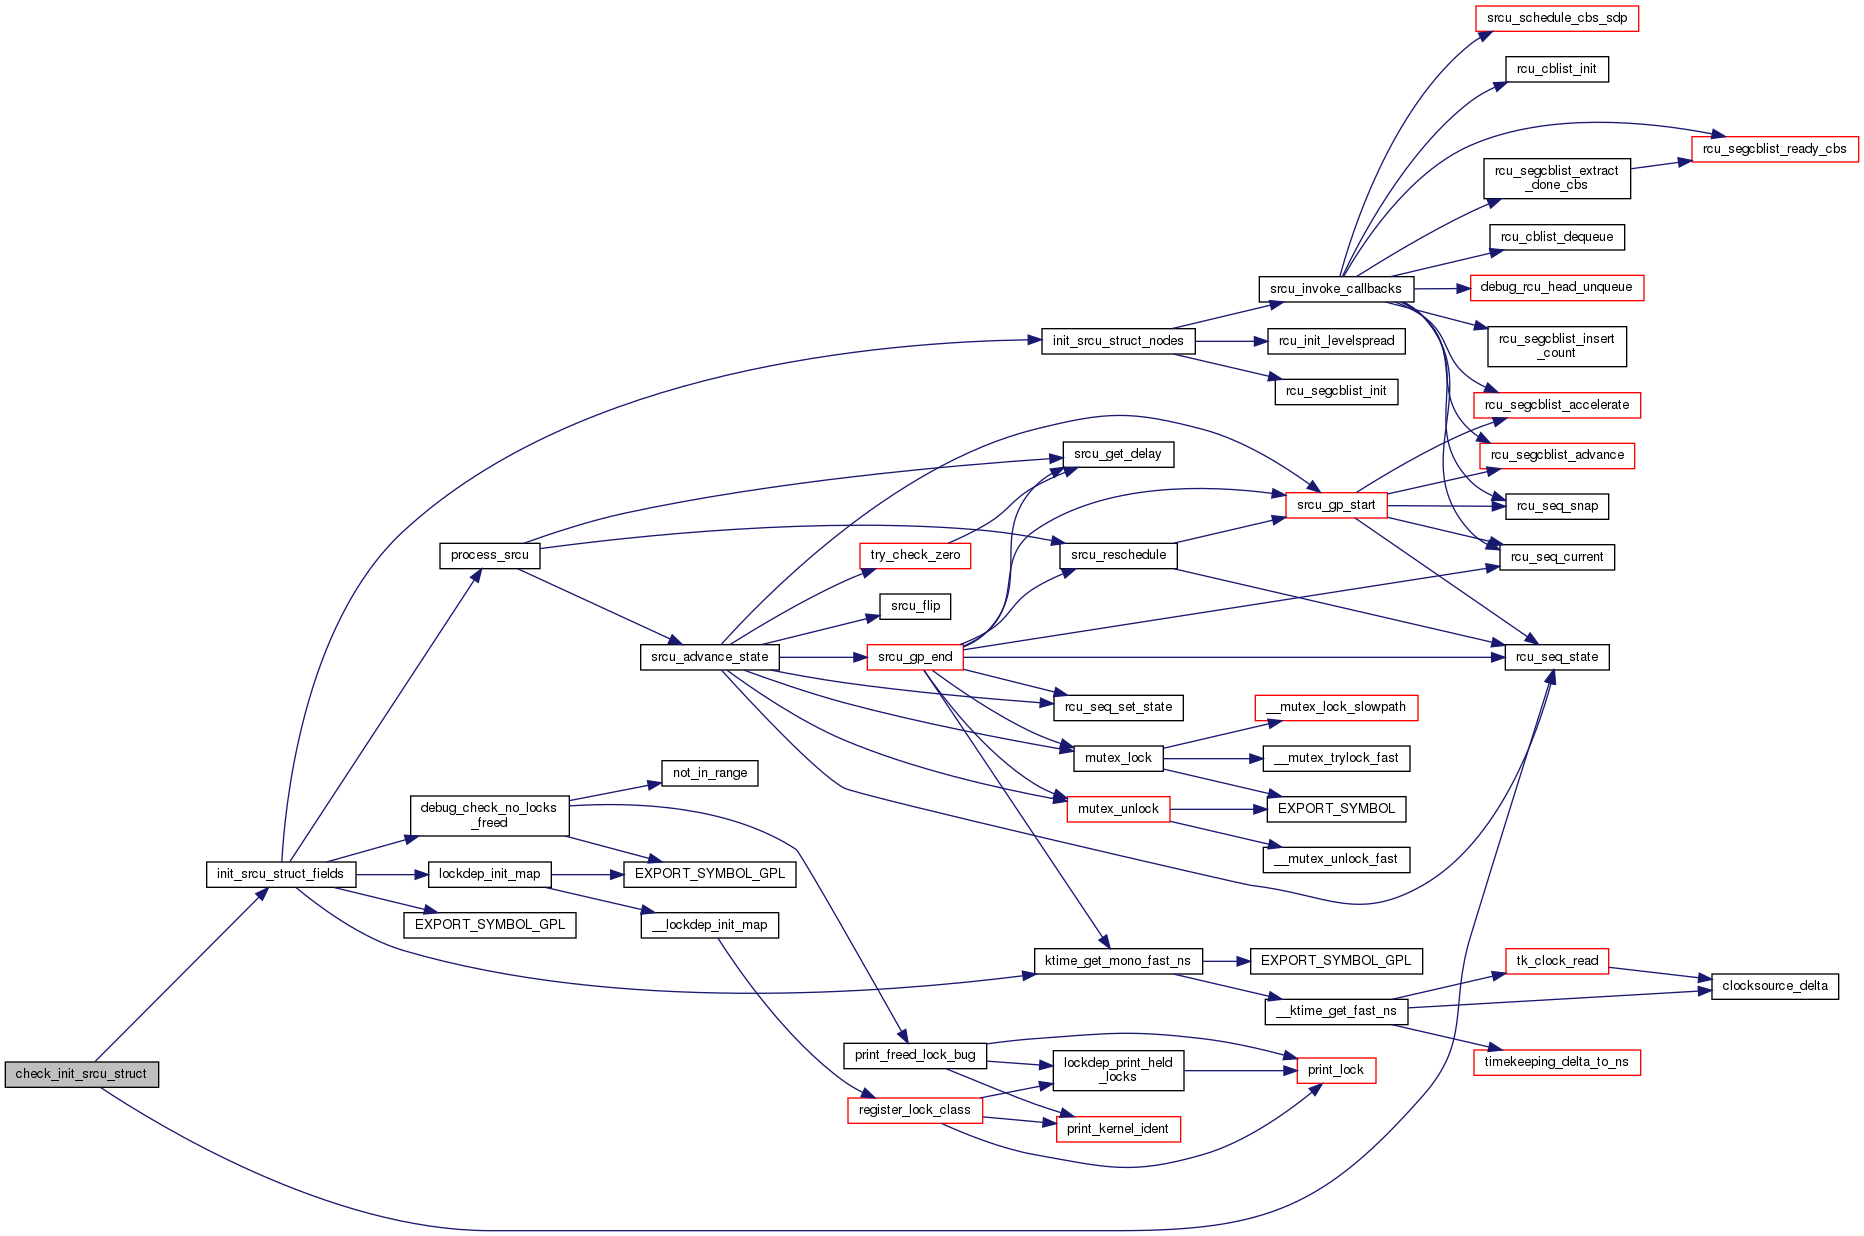 srcu_schedule_cbs_sdp
rcu_cblist_init
rcu_segcblist_ready_cbs
rcu_segcblist_extract
_done_cbs
rcu_cblist_dequeue
srcu_invoke_callbacks
debug_rcu_head_unqueue
init_srcu_struct_nodes
rcu_init_levelspread
rcu_segcblist_insert
_count
rcu_segcblist_init
rcu_segcblist_accelerate
srcu_get_delay
rcu_segcblist_advance
srcu_gp_start
rcu_seq_snap
process_srcu
try_check_zero
srcu_reschedule
rcu_seq_current
srcu_flip
srcu_advance_state
srcu_gp_end
rcu_seq_state
rcu_seq_set_state
__mutex_lock_slowpath
mutex_lock
__mutex_trylock_fast
not_in_range
debug_check_no_locks
_freed
mutex_unlock
EXPORT_SYMBOL
__mutex_unlock_fast
init_srcu_struct_fields
lockdep_init_map
EXPORT_SYMBOL_GPL
EXPORT_SYMBOL_GPL
__lockdep_init_map
ktime_get_mono_fast_ns
EXPORT_SYMBOL_GPL
tk_clock_read
clocksource_delta
__ktime_get_fast_ns
print_freed_lock_bug
lockdep_print_held
_locks
print_lock
timekeeping_delta_to_ns
check_init_srcu_struct
register_lock_class
print_kernel_ident